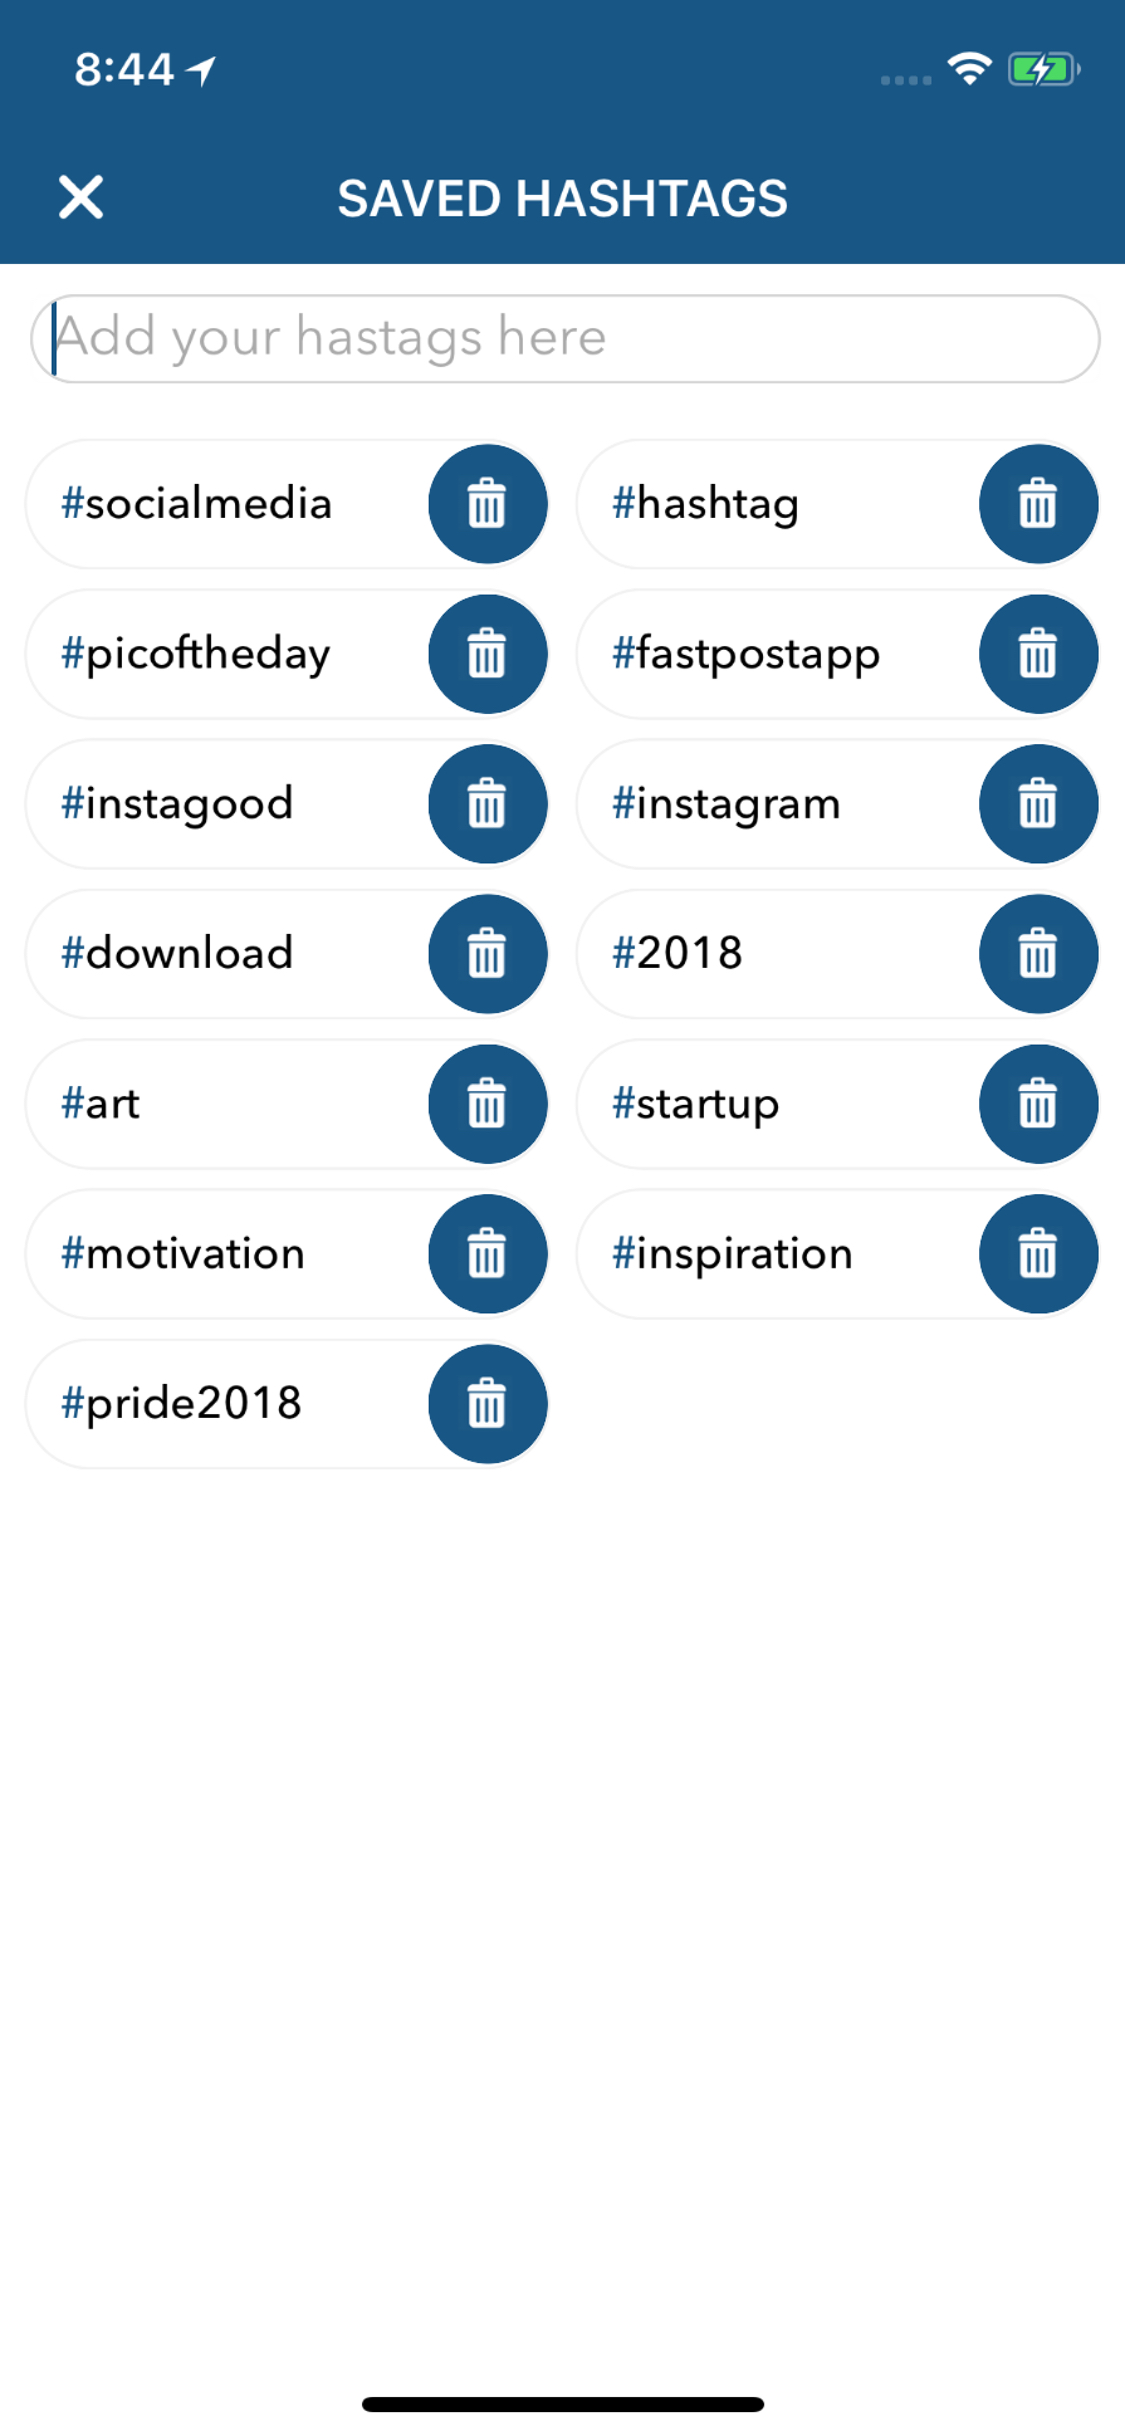 8:44
SAVED HASHTAGS
Add your hastags here
#socialmedia #hashtag
#picoftheday #fastpostapp
#instagood #instagram
#download #2018
#art #startup
#motivation #inspiration
#pride2018